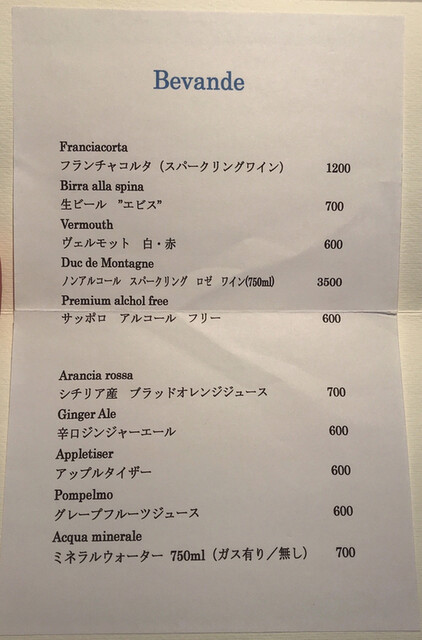 Bevande
Franciacorta
フランチャコルタ（スパークリングワイン） 1200
Birra alla spina
生ビール ”エビス” 700
Vermouth
ヴェルモット 白・赤 600
Duc de Montagne
ノンアルコール スパークリング ロゼ ワイン(750ml) 3500
Premium alchol free
サッポロ アルコール フリー 600
Arancia rossa
シチリア産 ブラッドオレンジジュース 700
Ginger Ale
辛口ジンジャーエール 600
Appletiser
アップルタイザー 600
Pompelmo
グレープフルーツジュース 600
Acqua minerale
ミネラルウォーター 750ml（ガス有り／無し） 700